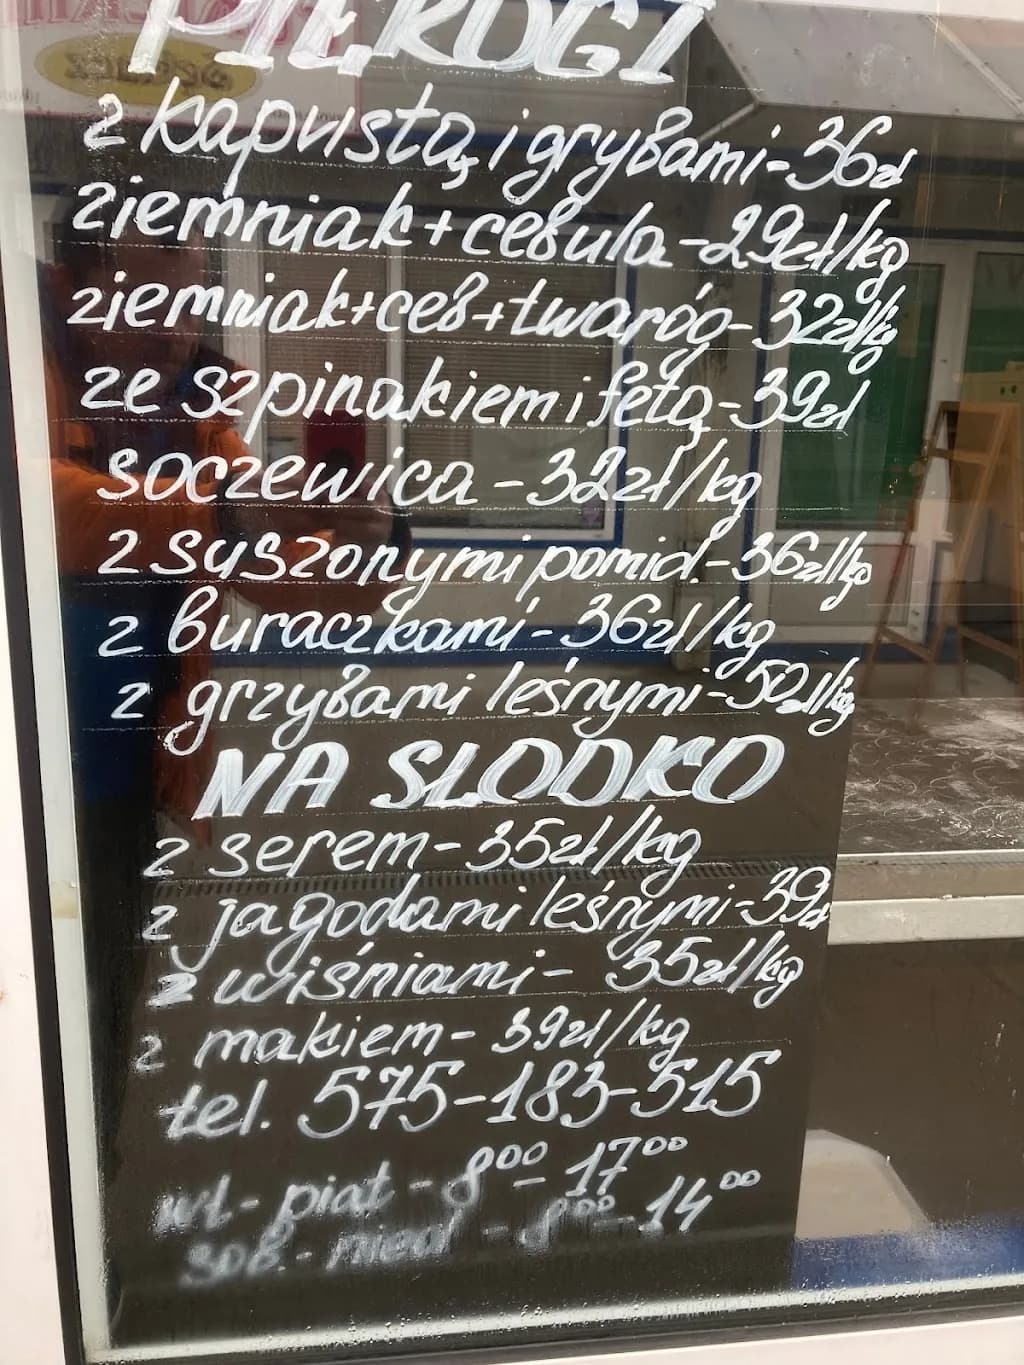 PIEROGI
z kapustą i grybami - 36zł
ziemniak + cebula - 29zł/kg
ziemniak + ceb + twaróg - 32zł/kg
ze szpinakiem i fetą - 39zł
soczewica - 32zł/kg
z suszonymi pomid. - 36zł/kg
z buraczkami - 36zł/kg
z grzybami leśnymi - 50zł/kg
NA SŁODKO
z serem - 35zł/kg
z jagodami leśnymi - 39zł
z wiśniami - 35zł/kg
z makiem - 39zł/kg
tel. 575-183-515
wt - piąt - 8⁰⁰ - 17⁰⁰
sob. - nied - 8⁰⁰ - 14⁰⁰